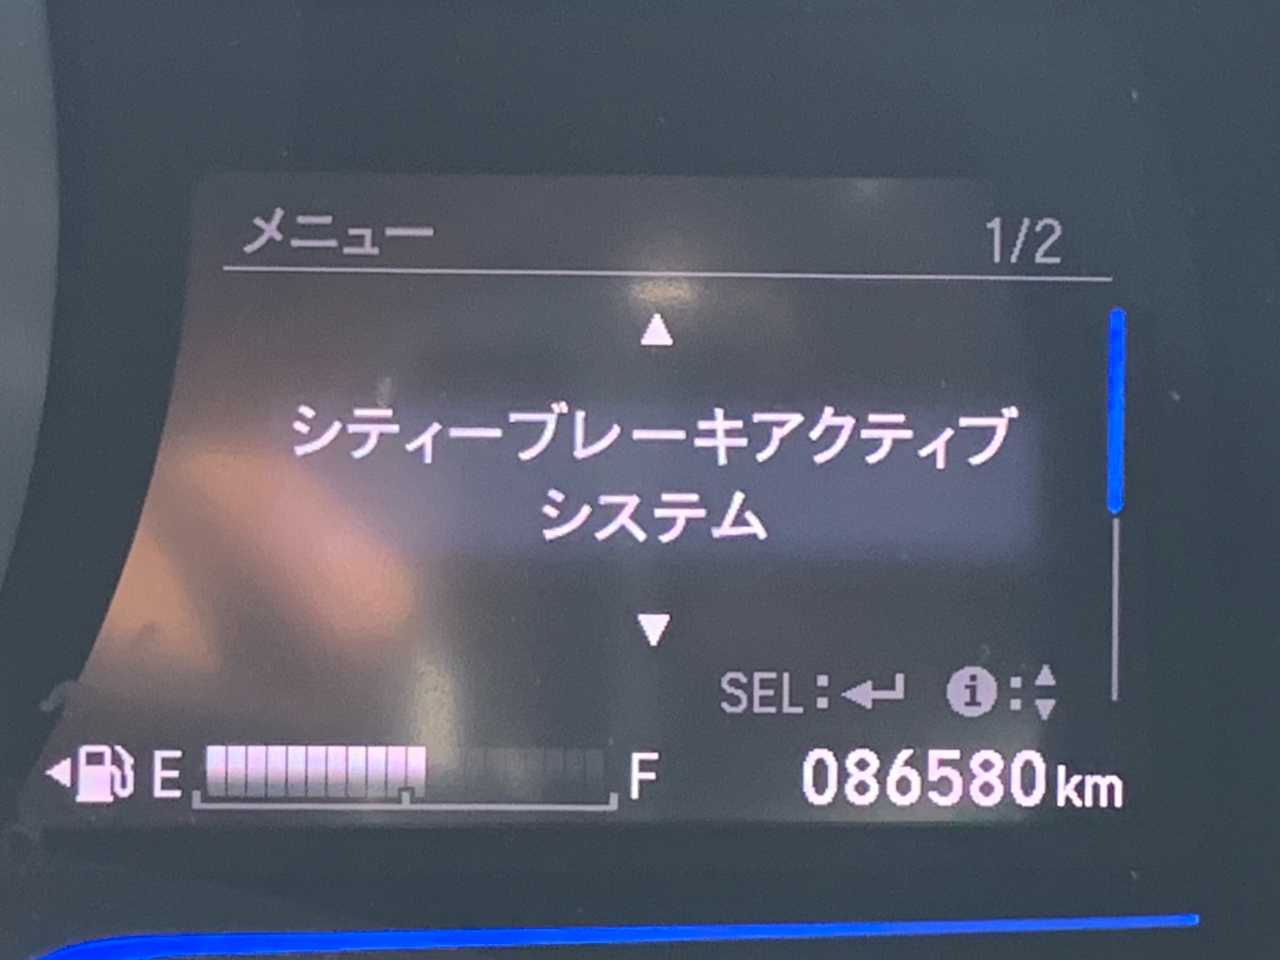 メニュー 1/2
シティーブレーキアクティブ
システム
SEL: i:
E F 086580km